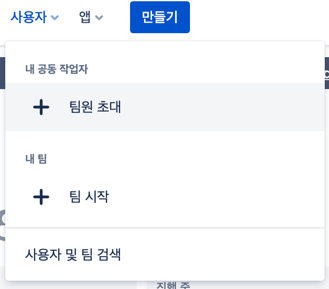 사용자 앱 만들기
내 공동 작업자
팀원 초대
내 팀
팀 시작
사용자 및 팀 검색
진행 중